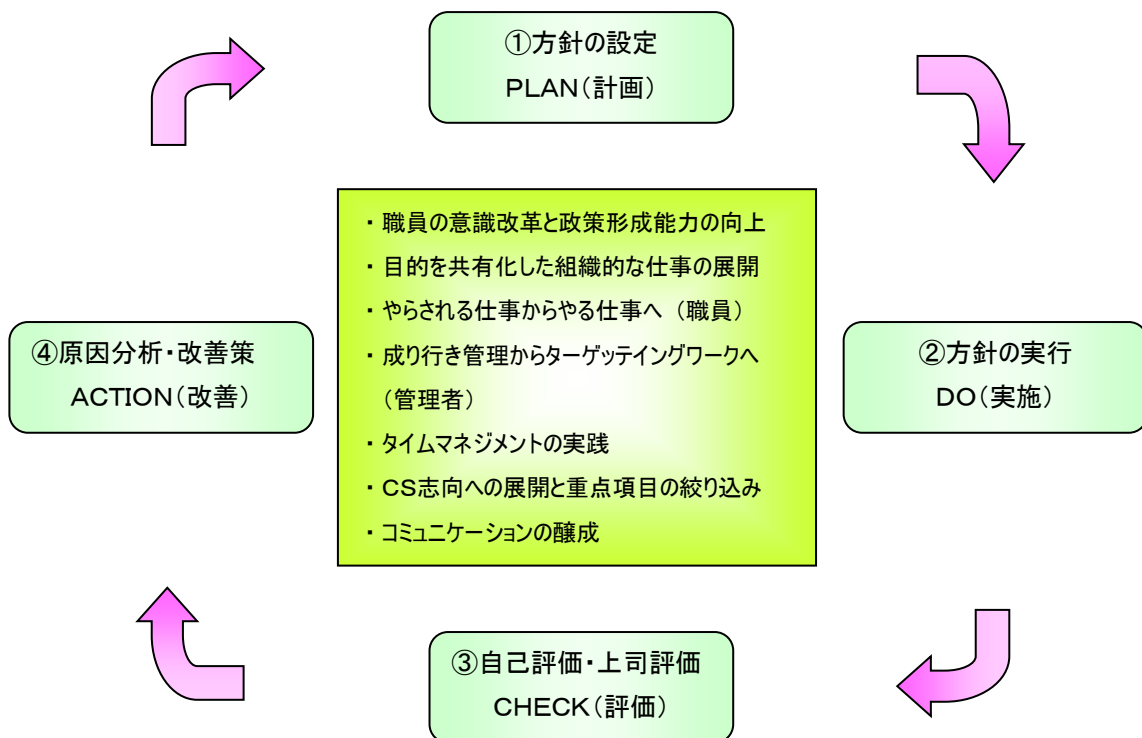 ①方針の設定
PLAN(計画)
・職員の意識改革と政策形成能力の向上
・目的を共有化した組織的な仕事の展開
・やらされる仕事からやる仕事へ（職員）
・成り行き管理からターゲッテイングワークへ
（管理者）
・タイムマネジメントの実践
・CS志向への展開と重点項目の絞り込み
・コミュニケーションの醸成
④原因分析・改善策
ACTION(改善)
②方針の実行
DO(実施)
③自己評価・上司評価
CHECK(評価)